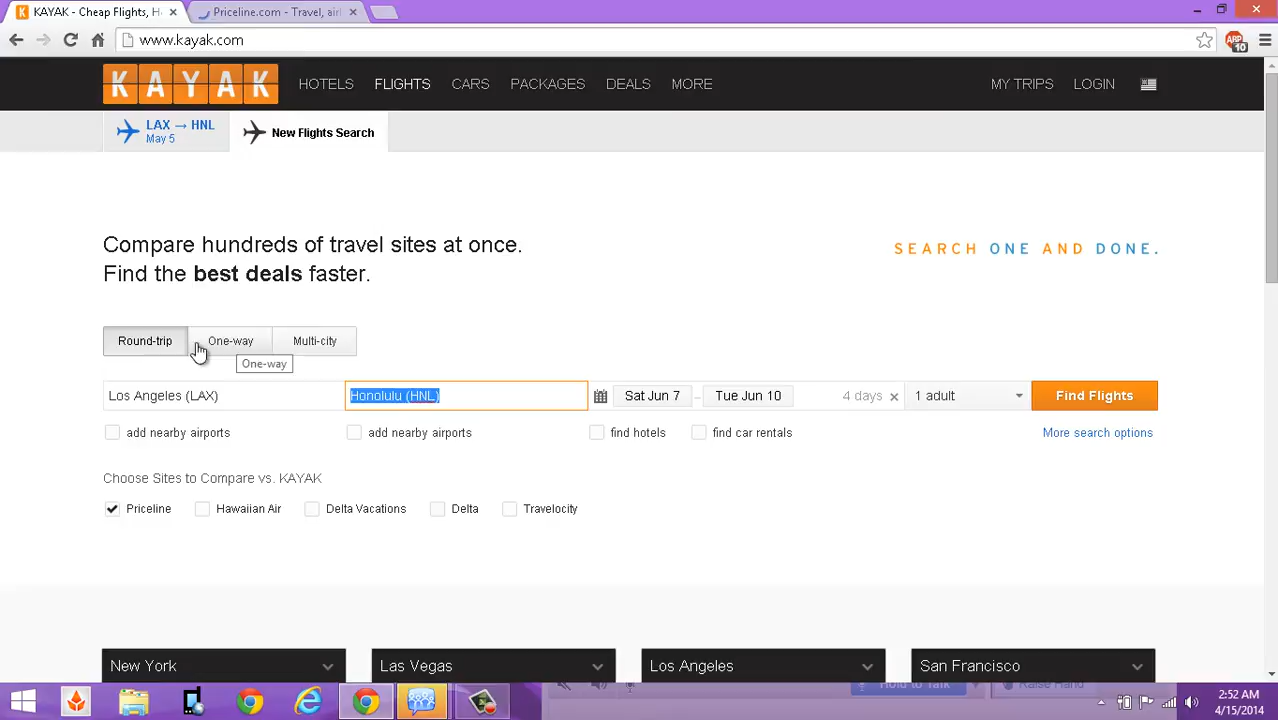 KAYAK - Cheap Flights, H
Priceline.com - Travel, airl
www.kayak.com
ABP
10
KAYAK
HOTELS FLIGHTS CARS PACKAGES DEALS MORE
MY TRIPS LOGIN
LAX → HNL
May 5
New Flights Search
Compare hundreds of travel sites at once.
Find the best deals faster.
SEARCH ONE AND DONE.
Round-trip One-way Multi-city
One-way
Los Angeles (LAX) Honolulu (HNL) Sat Jun 7 – Tue Jun 10 4 days 1 adult Find Flights
add nearby airports add nearby airports find hotels find car rentals More search options
Choose Sites to Compare vs. KAYAK
Priceline Hawaiian Air Delta Vacations Delta Travelocity
New York Las Vegas Los Angeles San Francisco
Hold to Talk Raise Hand
2:52 AM
4/15/2014